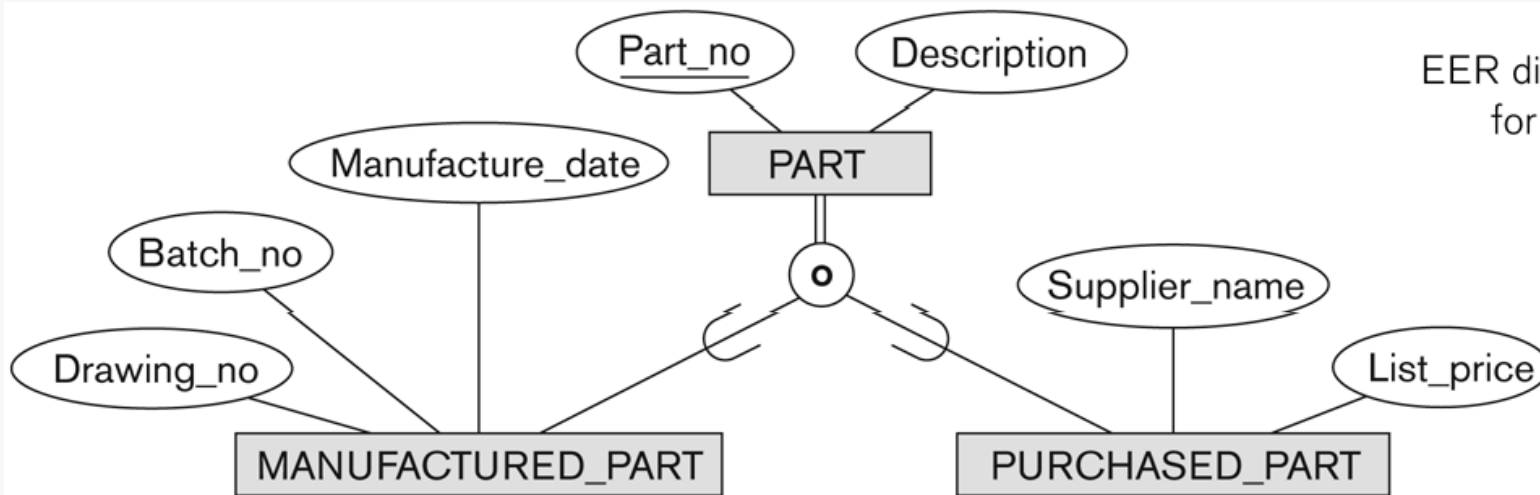 Part_no
Description
EER di
for
Manufacture_date
PART
Batch_no
o
Supplier_name
Drawing_no
List_price
MANUFACTURED_PART
PURCHASED_PART